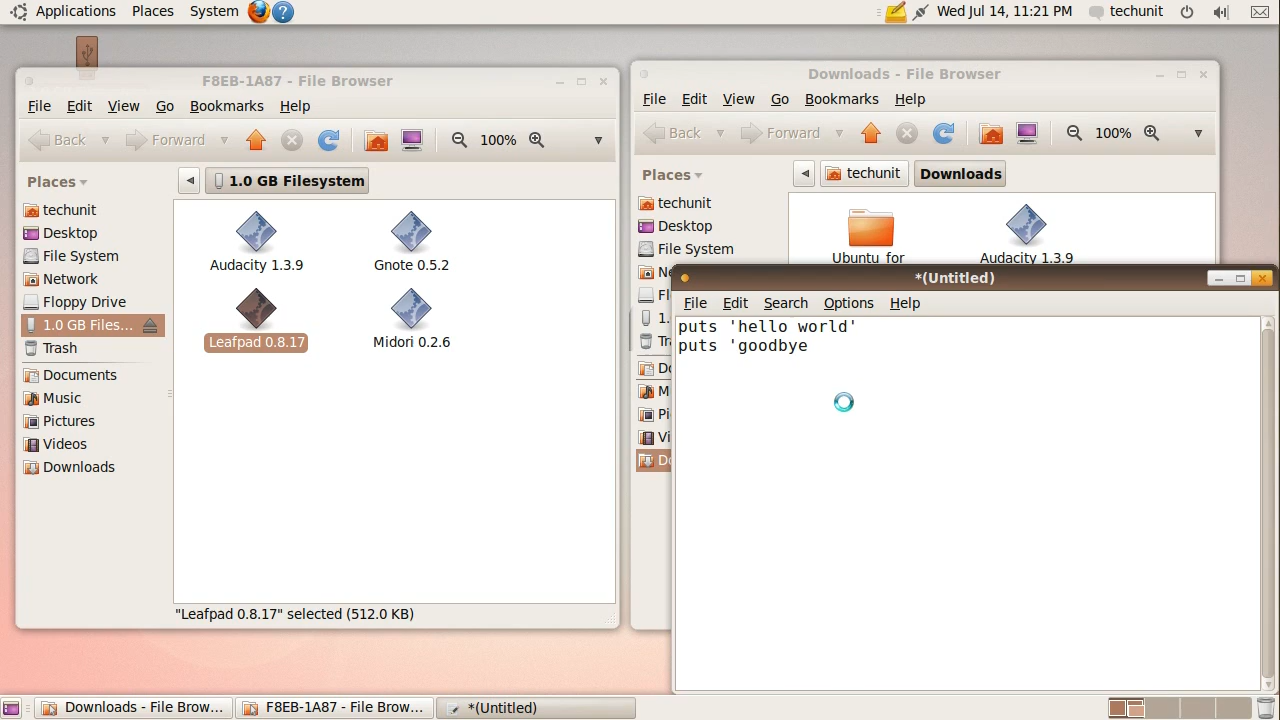 Applications Places System
Wed Jul 14, 11:21 PM
techunit
F8EB-1A87 - File Browser
File Edit View Go Bookmarks Help
Back Forward 100%
Places
1.0 GB Filesystem
techunit
Desktop
File System
Network
Floppy Drive
1.0 GB Files...
Trash
Documents
Music
Pictures
Videos
Downloads
Audacity 1.3.9
Gnote 0.5.2
Leafpad 0.8.17
Midori 0.2.6
"Leafpad 0.8.17" selected (512.0 KB)
Downloads - File Browser
File Edit View Go Bookmarks Help
Back Forward 100%
Places
techunit Downloads
techunit
Desktop
File System
Ubuntu for
Audacity 1.3.9
*(Untitled)
File Edit Search Options Help
puts 'hello world'
puts 'goodbye
Downloads - File Brow...
F8EB-1A87 - File Brow...
*(Untitled)